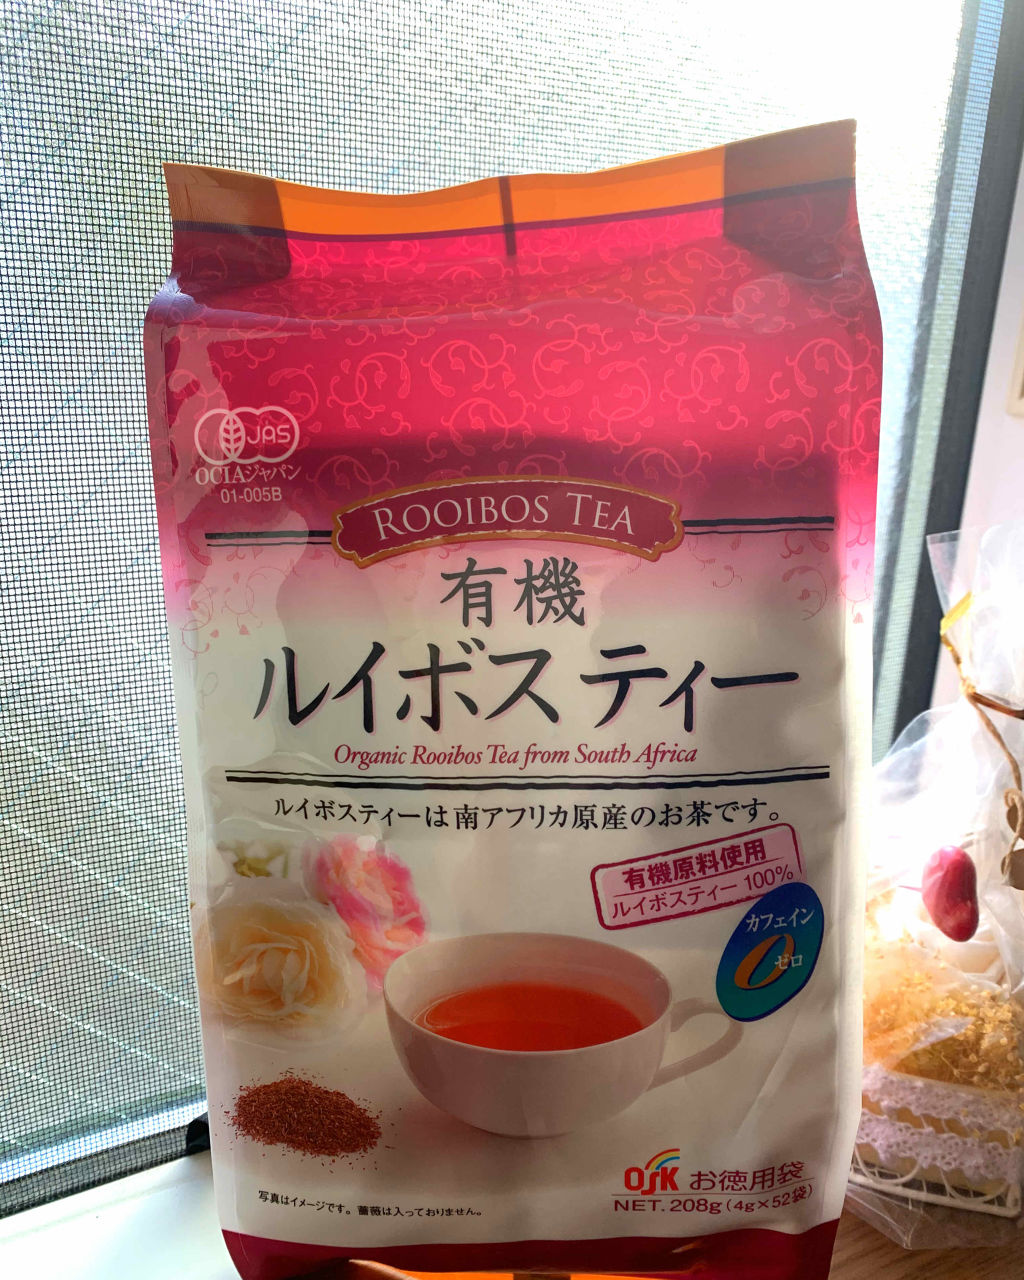 JAS
OCIAジャパン
01-005B
ROOIBOS TEA
有機
ルイボスティー
Organic Rooibos Tea from South Africa
ルイボスティーは南アフリカ原産のお茶です。
有機原料使用
ルイボスティー 100%
カフェイン
0ゼロ
OSK お徳用袋
NET.208g(4g×52袋)
写真はイメージです。薔薇は入っておりません。